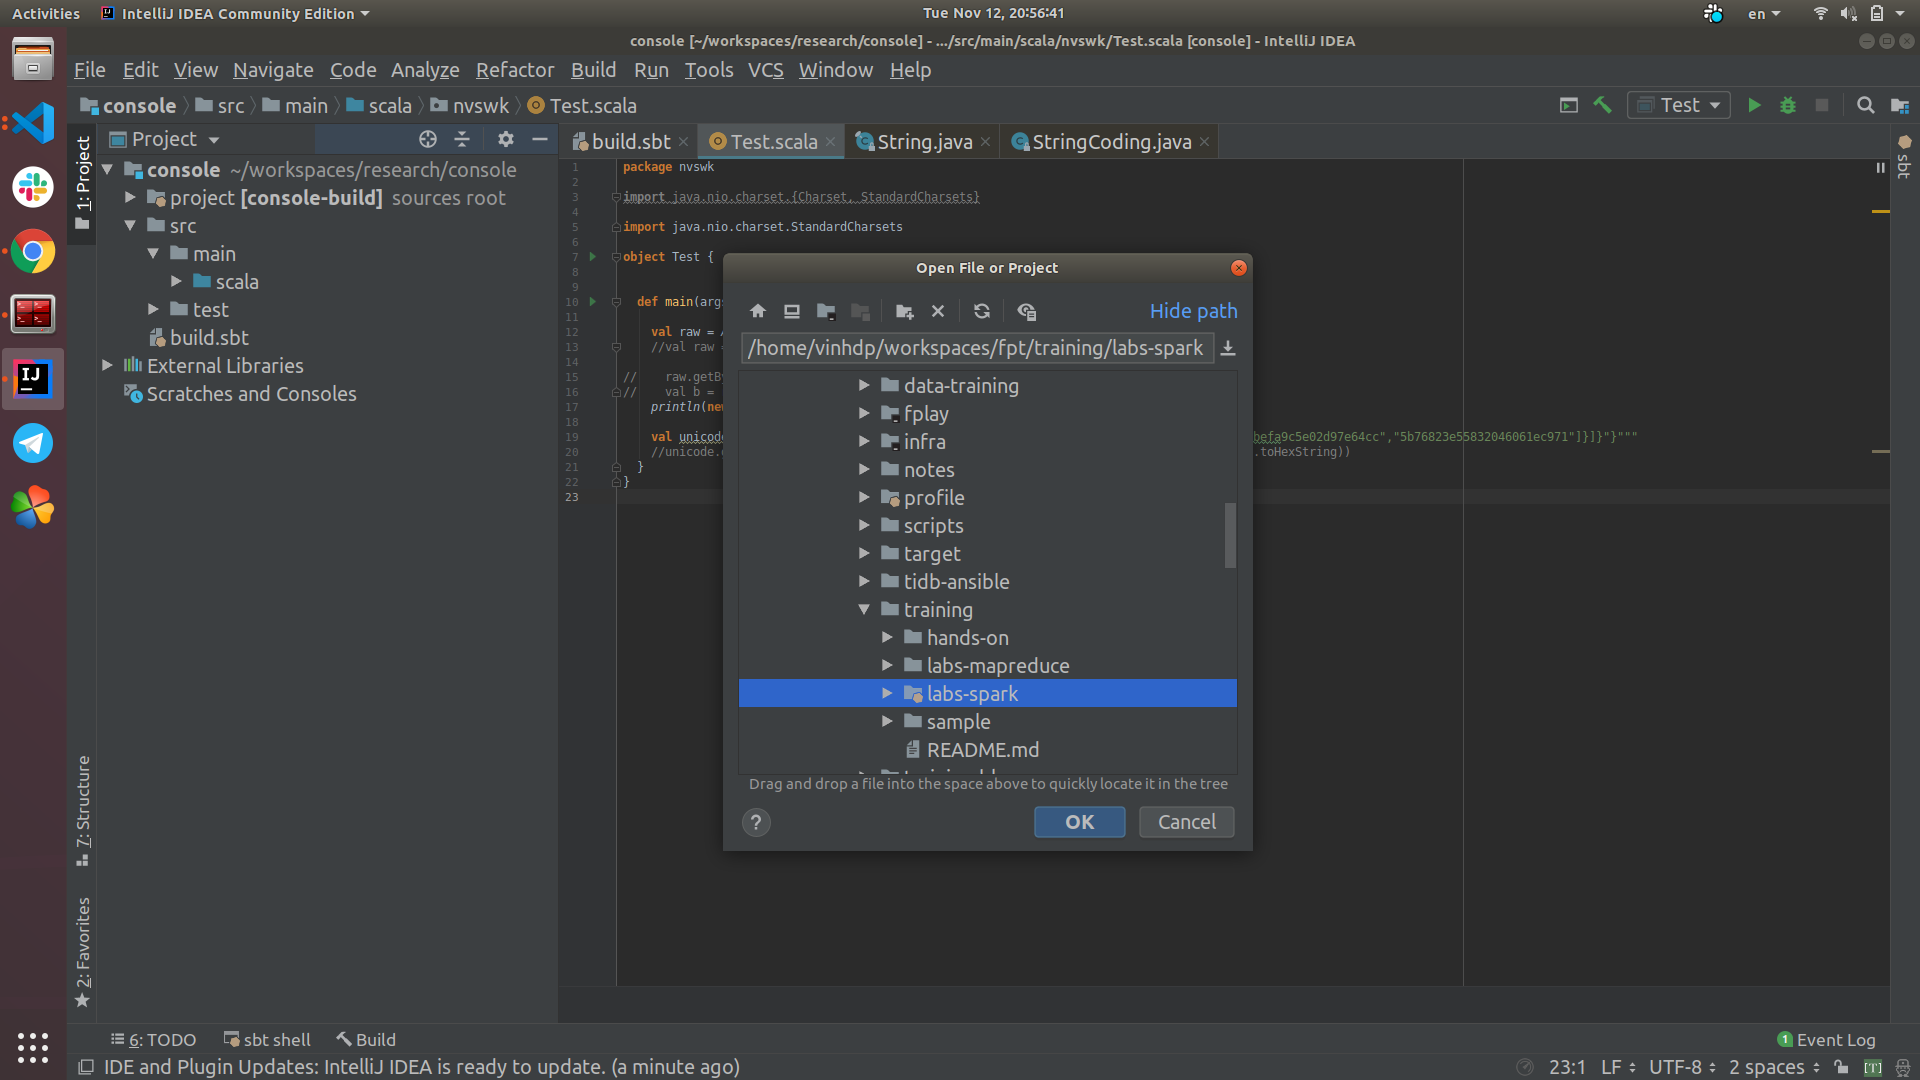 Activities IntelliJ IDEA Community Edition Tue Nov 12, 20:56:41 en
console [~/workspaces/research/console] - .../src/main/scala/nvswk/Test.scala [console] - IntelliJ IDEA
File Edit View Navigate Code Analyze Refactor Build Run Tools VCS Window Help
console src main scala nvswk Test.scala Test
1: Project
Project
console ~/workspaces/research/console
project [console-build] sources root
src
main
scala
test
build.sbt
External Libraries
Scratches and Consoles
7: Structure
2: Favorites
build.sbt Test.scala String.java StringCoding.java
sbt
1 package nvswk
2
3 import java.nio.charset.{Charset, StandardCharsets}
4
5 import java.nio.charset.StandardCharsets
6
7 object Test {
8
9
10 def main(args
11
12 val raw =
13 //val raw =
14
15 // raw.getBy
16 // val b =
17 println(new
18
19 val unicode befa9c5e02d97e64cc","5b76823e55832046061ec971"]}]}"}"""
20 //unicode. .toHexString))
21 }
22 }
23
Open File or Project
Hide path
/home/vinhdp/workspaces/fpt/training/labs-spark
data-training
fplay
infra
notes
profile
scripts
target
tidb-ansible
training
hands-on
labs-mapreduce
labs-spark
sample
README.md
Drag and drop a file into the space above to quickly locate it in the tree
? OK Cancel
6: TODO sbt shell Build 1 Event Log
IDE and Plugin Updates: IntelliJ IDEA is ready to update. (a minute ago) 23:1 LF UTF-8 2 spaces [T]